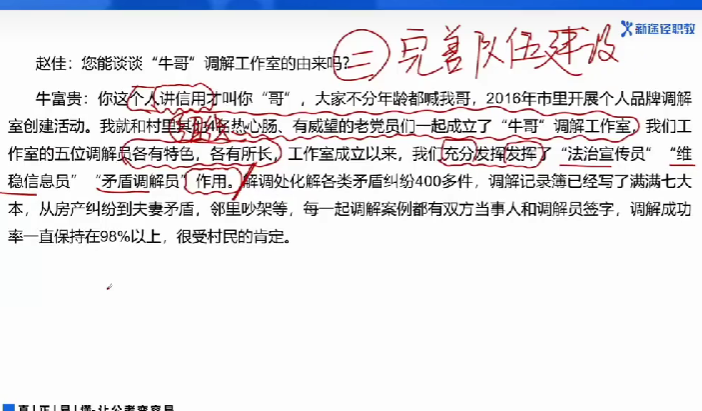 新途径职教
二 完善队伍建设
赵佳：您能谈谈“牛哥”调解工作室的由来吗？
牛富贵：你这个人讲信用才叫你“哥”，大家不分年龄都喊我哥，2016年市里开展个人品牌调解
室创建活动。我就和村里其他4名热心肠、有威望的老党员们一起成立了“牛哥”调解工作室，我们工
作室的五位调解员各有特色，各有所长，工作室成立以来，我们充分发挥发挥了“法治宣传员”“维
稳信息员”“矛盾调解员”作用。解调处化解各类矛盾纠纷400多件，调解记录簿已经写了满满七大
本，从房产纠纷到夫妻矛盾，邻里吵架等，每一起调解案例都有双方当事人和调解员签字，调解成功
率一直保持在98%以上，很受村民的肯定。